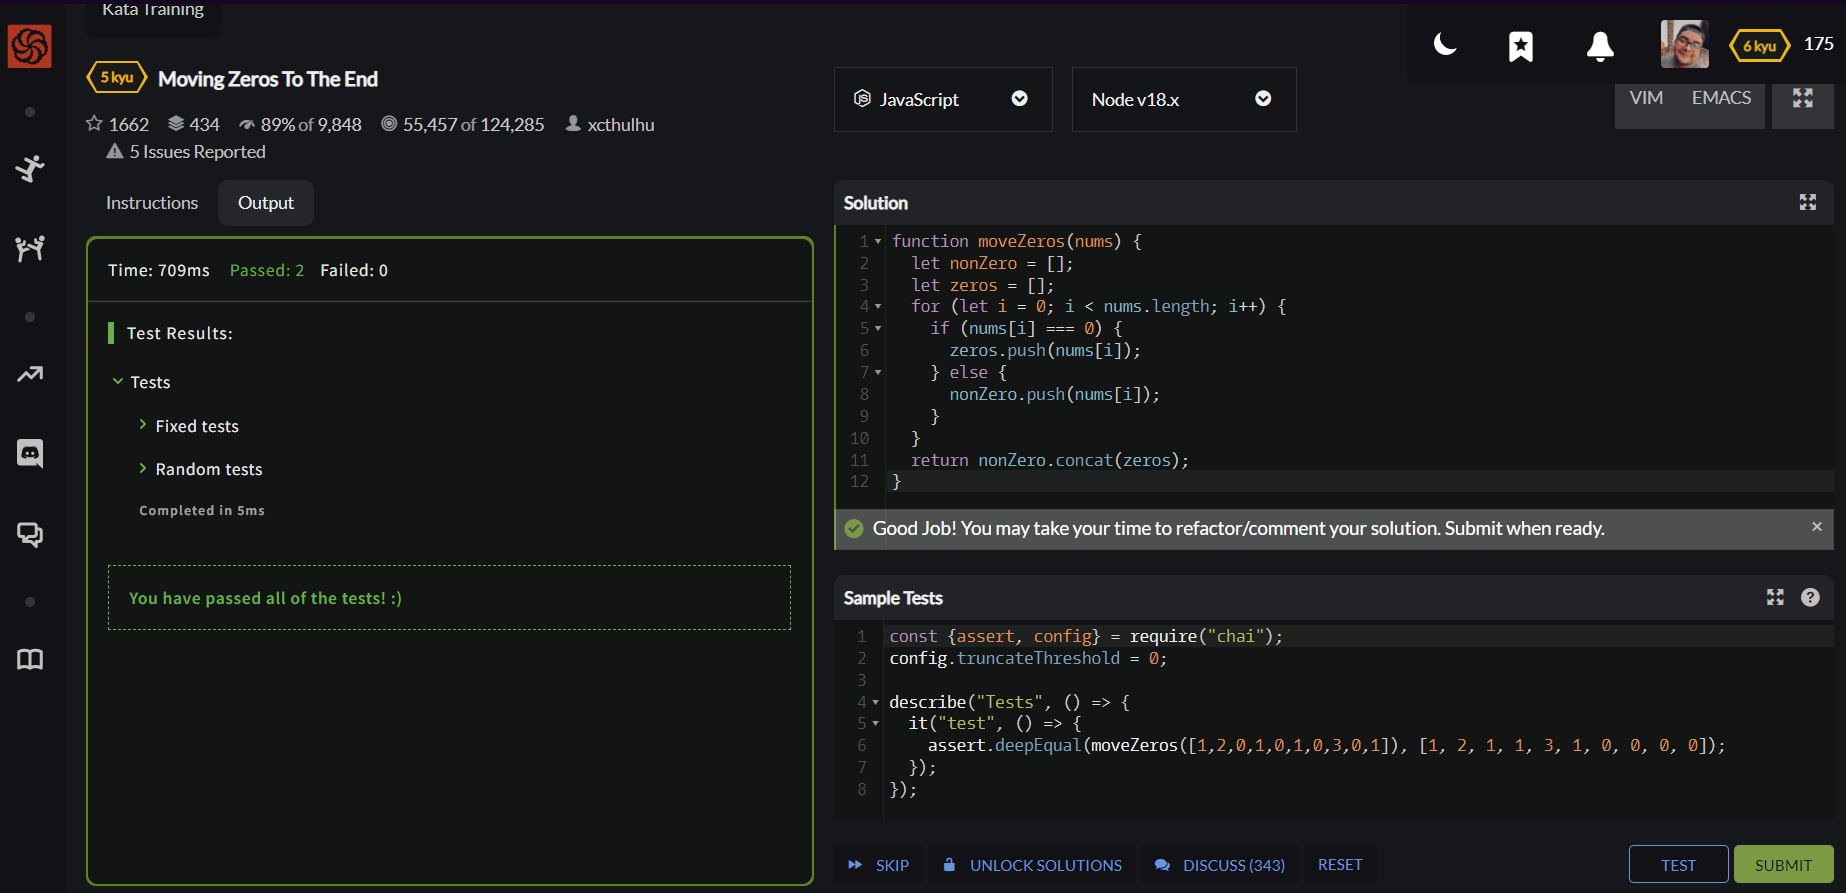 Kata Training
5 kyu Moving Zeros To The End
1662 434 89% of 9,848 55,457 of 124,285 xcthulhu
5 Issues Reported
6 kyu 175
JavaScript
Node v18.x
VIM EMACS
Instructions Output
Time: 709ms Passed: 2 Failed: 0
Test Results:
Tests
Fixed tests
Random tests
Completed in 5ms
You have passed all of the tests! :)
Solution
1 function moveZeros(nums) {
2 let nonZero = [];
3 let zeros = [];
4 for (let i = 0; i < nums.length; i++) {
5 if (nums[i] === 0) {
6 zeros.push(nums[i]);
7 } else {
8 nonZero.push(nums[i]);
9 }
10 }
11 return nonZero.concat(zeros);
12 }
Good Job! You may take your time to refactor/comment your solution. Submit when ready.
Sample Tests
1 const {assert, config} = require("chai");
2 config.truncateThreshold = 0;
3
4 describe("Tests", () => {
5 it("test", () => {
6 assert.deepEqual(moveZeros([1,2,0,1,0,1,0,3,0,1]), [1, 2, 1, 1, 3, 1, 0, 0, 0, 0]);
7 });
8 });
SKIP UNLOCK SOLUTIONS DISCUSS (343) RESET TEST SUBMIT